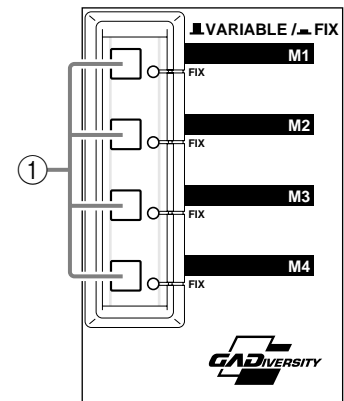 VARIABLE / FIX
M1
FIX
M2
FIX
1
M3
FIX
M4
FIX
GADIVERSITY